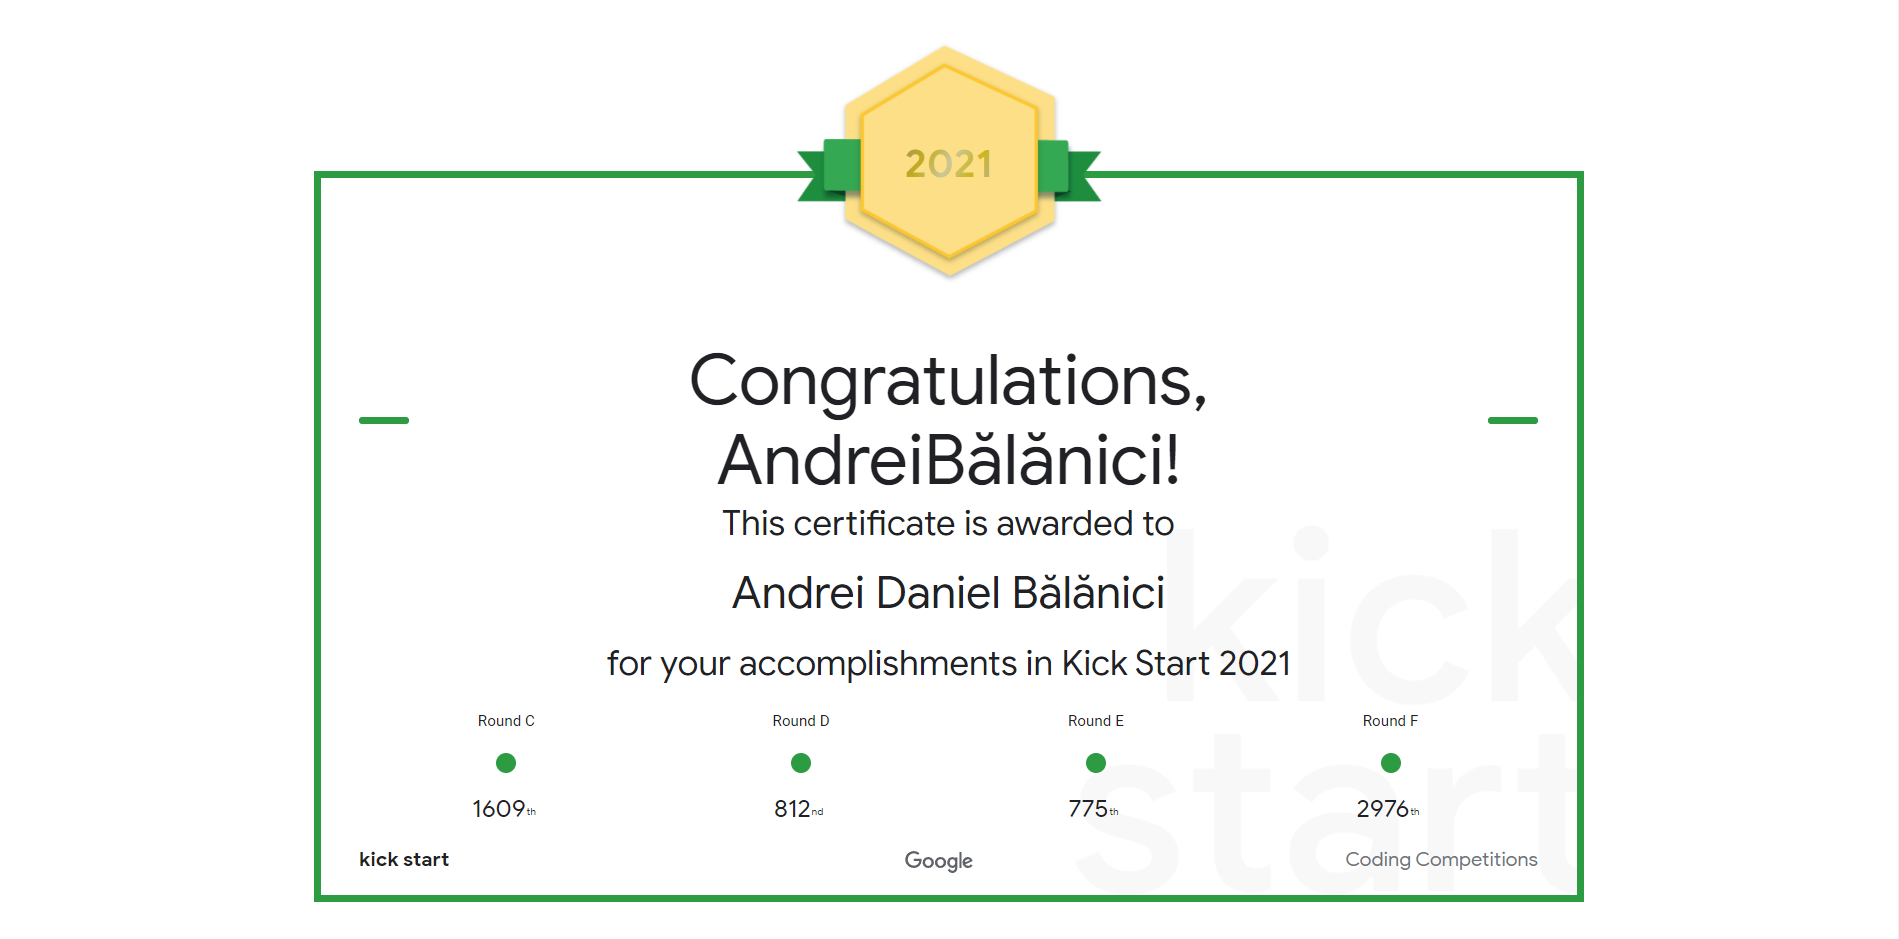 2021
Congratulations,
AndreiBălănici!
This certificate is awarded to
Andrei Daniel Bălănici
for your accomplishments in Kick Start 2021
kick
start
Round C Round D Round E Round F
1609th 812nd 775th 2976th
kick start Google Coding Competitions